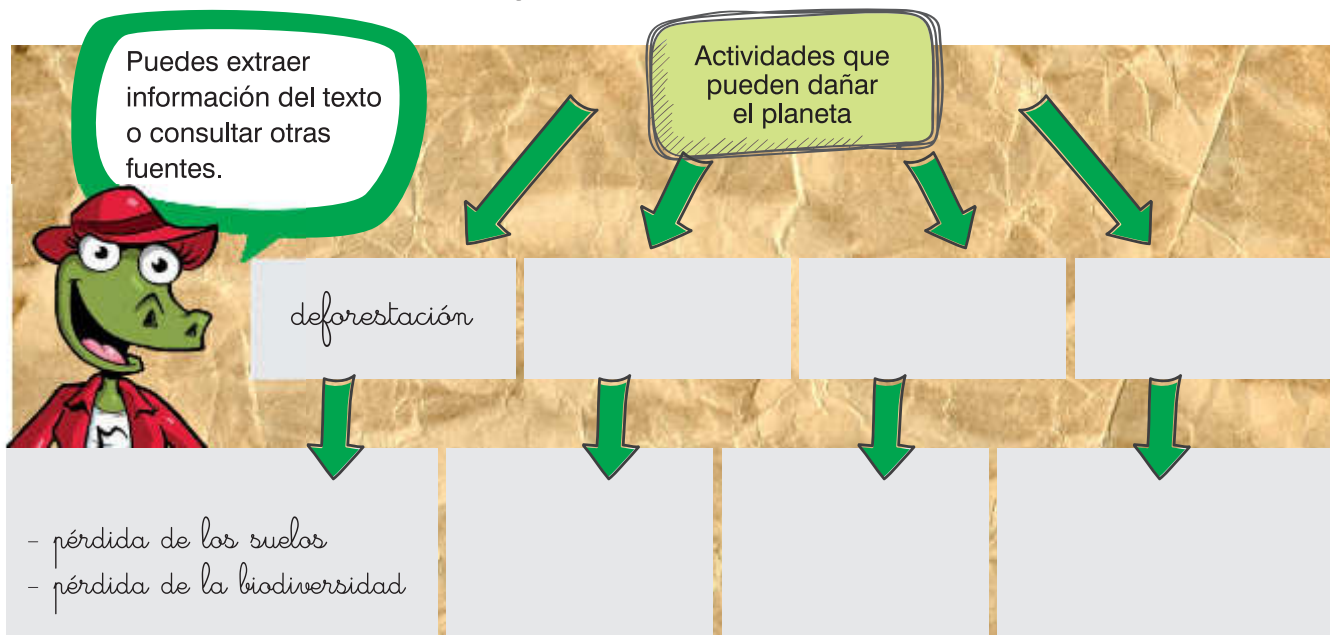 Puedes extraer
información del texto
o consultar otras
fuentes.
Actividades que
pueden dañar
el planeta
deforestación
- pérdida de los suelos
- pérdida de la biodiversidad